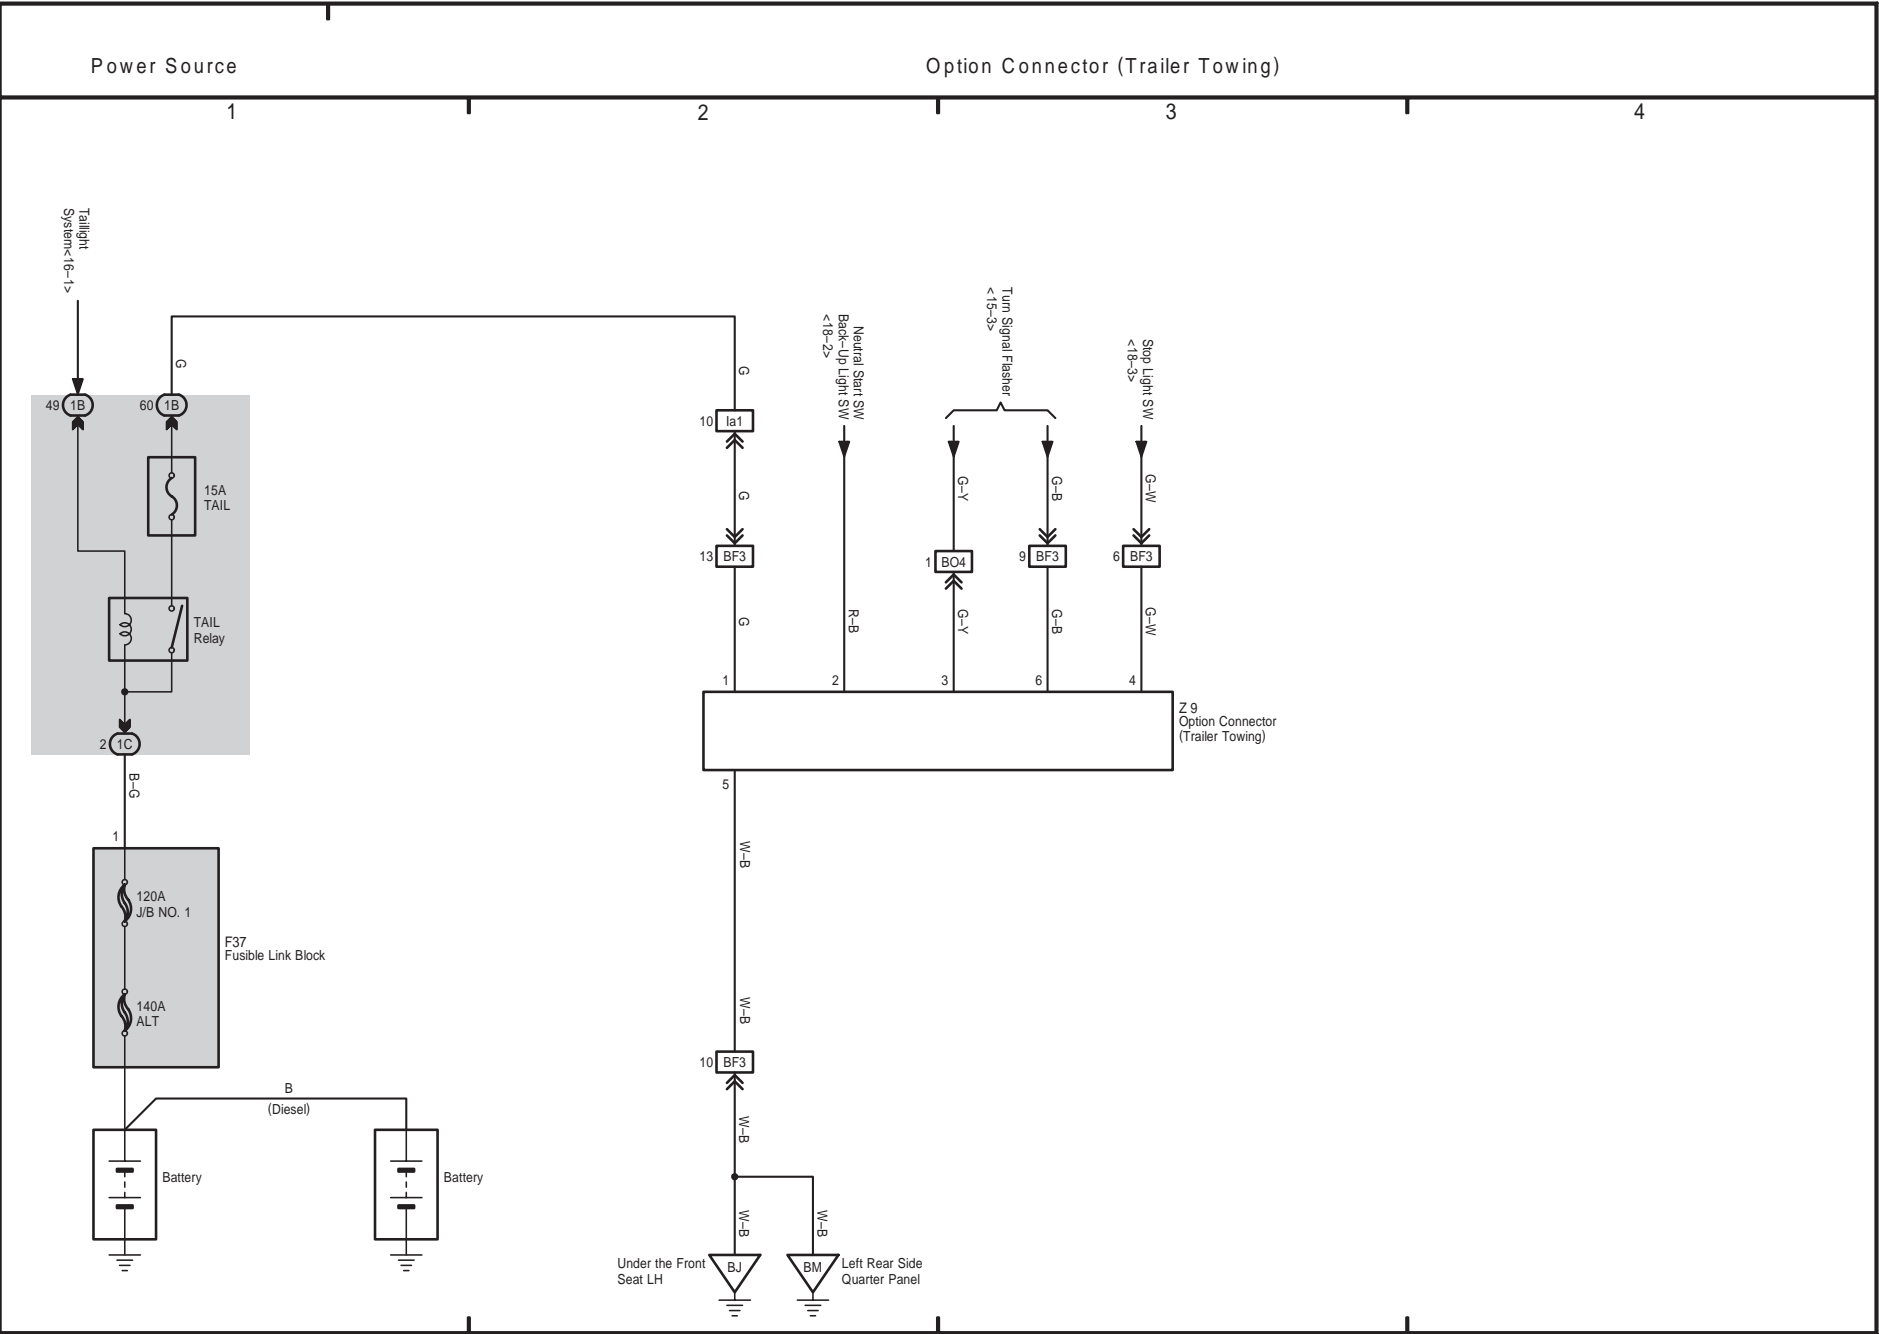 Power Source
Option Connector (Trailer Towing)
1
2
3
4
Taillight
System<16–1>
Neutral Start SW
Back–Up Light SW
<18–2>
Turn Signal Flasher
<15–3>
Stop Light SW
<18–3>
G
G
49 1B
60 1B
10 Ia1
15A
TAIL
G
G–Y
G–B
G–W
13 BF3
1 BO4
9 BF3
6 BF3
TAIL
Relay
G
R–B
G–Y
G–B
G–W
1
2
3
6
4
Z 9
Option Connector
(Trailer Towing)
2 1C
B–G
5
1
W–B
120A
J/B NO. 1
F37
Fusible Link Block
140A
ALT
W–B
10 BF3
B
(Diesel)
W–B
Battery
Battery
W–B
W–B
Under the Front
Seat LH
BJ
BM
Left Rear Side
Quarter Panel